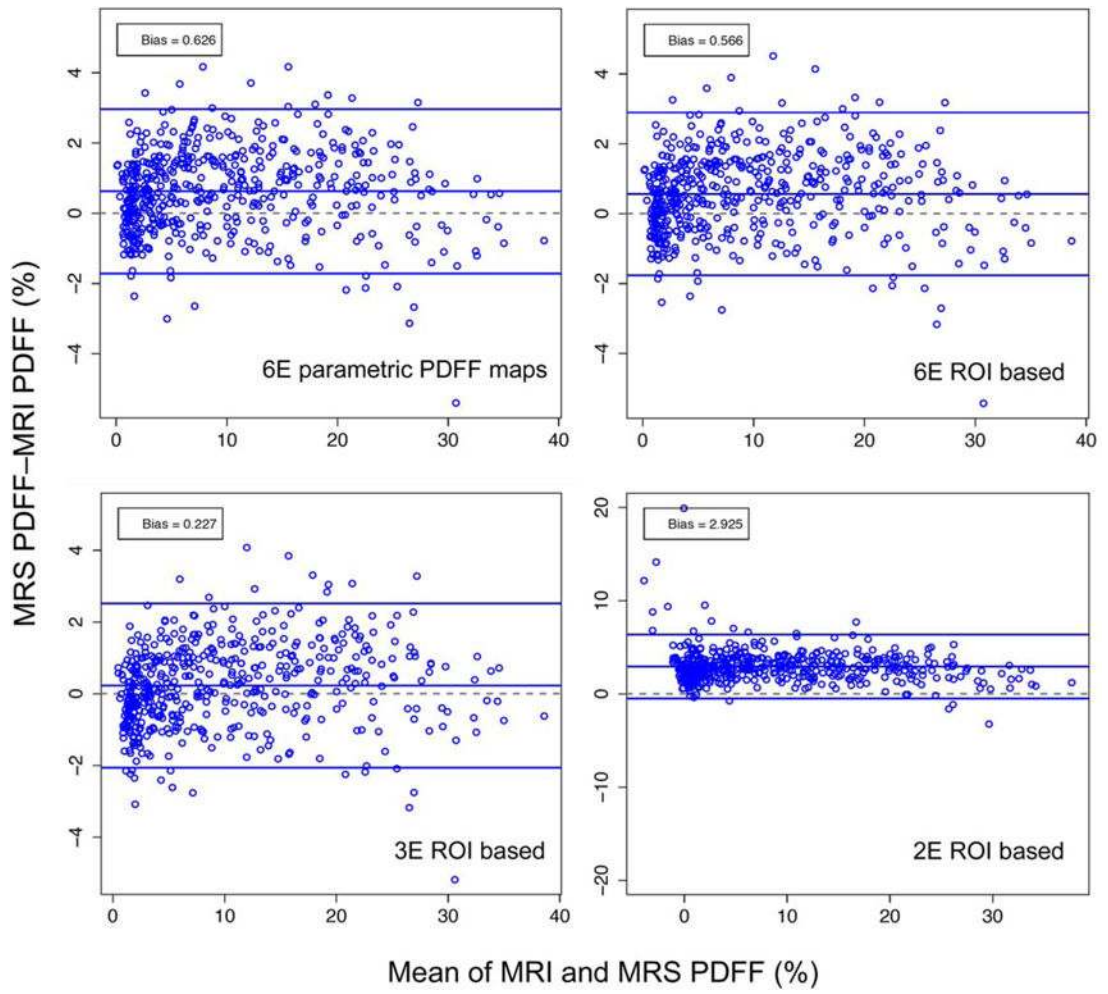 Bias = 0.626
4
2
0
−2
−4
6E parametric PDFF maps
0 10 20 30 40
Bias = 0.566
4
2
0
−2
−4
6E ROI based
0 10 20 30 40
MRS PDFF–MRI PDFF (%)
Bias = 0.227
4
2
0
−2
−4
3E ROI based
0 10 20 30 40
Bias = 2.925
20
10
0
−10
−20
2E ROI based
0 10 20 30
Mean of MRI and MRS PDFF (%)